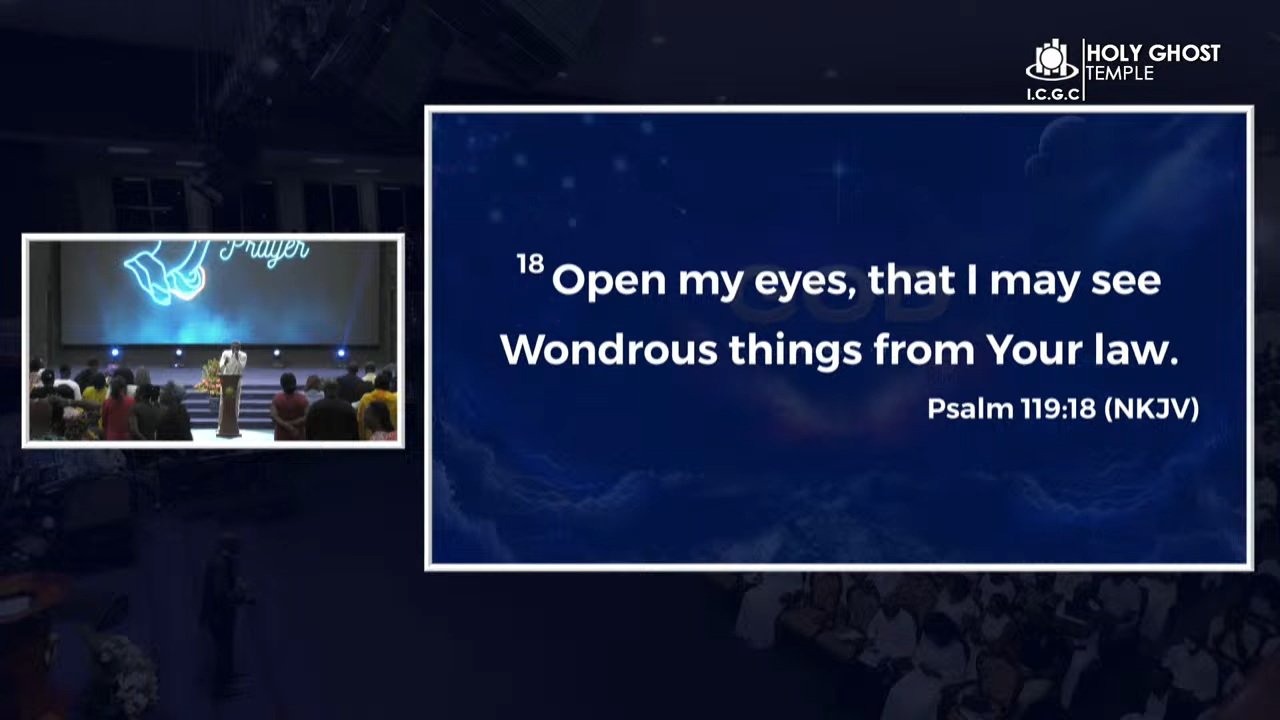 HOLY GHOST
TEMPLE
I.C.G.C
Prayer
18 Open my eyes, that I may see
Wondrous things from Your law.
Psalm 119:18 (NKJV)